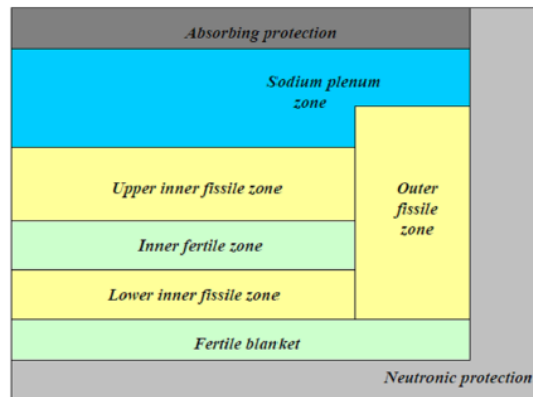 Absorbing protection
Sodium plenum
zone
Upper inner fissile zone
Outer
fissile
zone
Inner fertile zone
Lower inner fissile zone
Fertile blanket
Neutronic protection